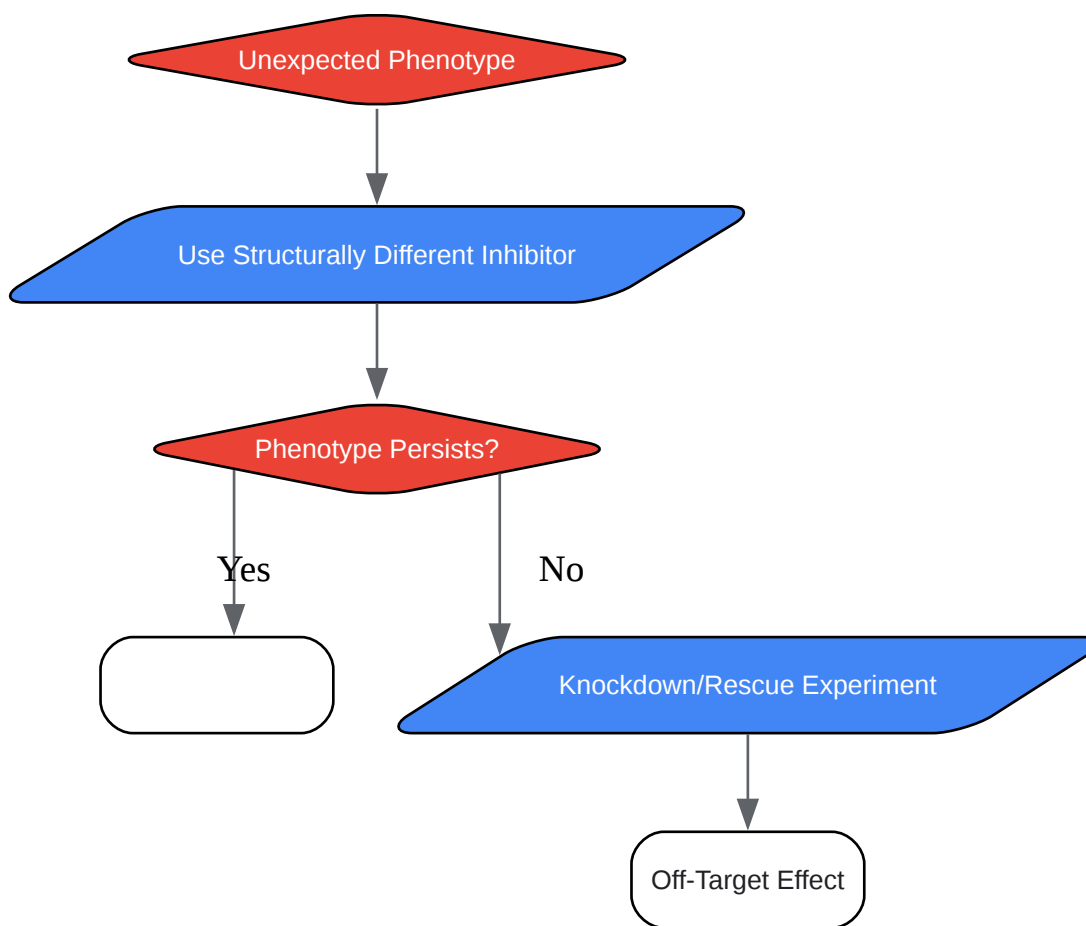 Unexpected Phenotype
Use Structurally Different Inhibitor
Phenotype Persists?
Yes
No
Knockdown/Rescue Experiment
Off-Target Effect